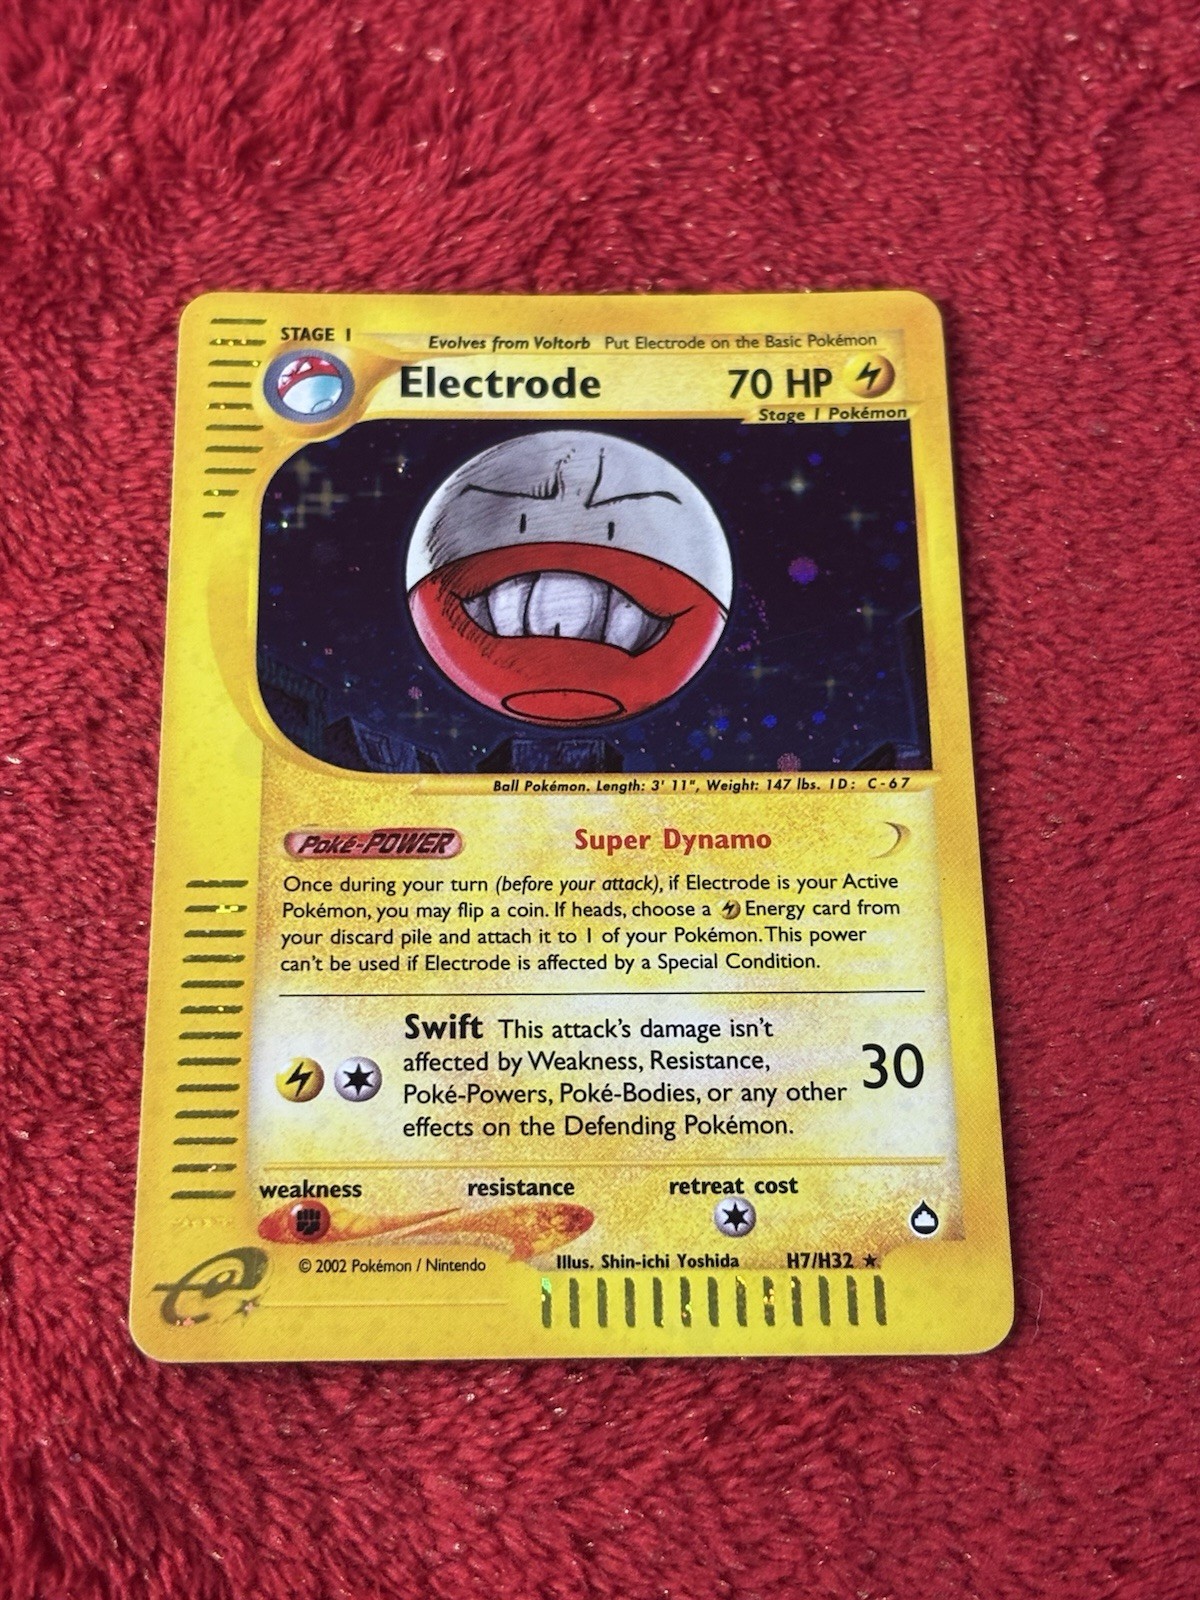 STAGE 1
Evolves from Voltorb Put Electrode on the Basic Pokémon
Electrode 70 HP
Stage 1 Pokémon
Ball Pokémon. Length: 3' 11", Weight: 147 lbs. ID: C-67
Poké-POWER Super Dynamo
Once during your turn (before your attack), if Electrode is your Active
Pokémon, you may flip a coin. If heads, choose a Energy card from
your discard pile and attach it to 1 of your Pokémon. This power
can't be used if Electrode is affected by a Special Condition.
Swift This attack's damage isn't
affected by Weakness, Resistance,
Poké-Powers, Poké-Bodies, or any other
effects on the Defending Pokémon.
30
weakness resistance retreat cost
Illus. Shin-ichi Yoshida H7/H32 ★
© 2002 Pokémon / Nintendo
e